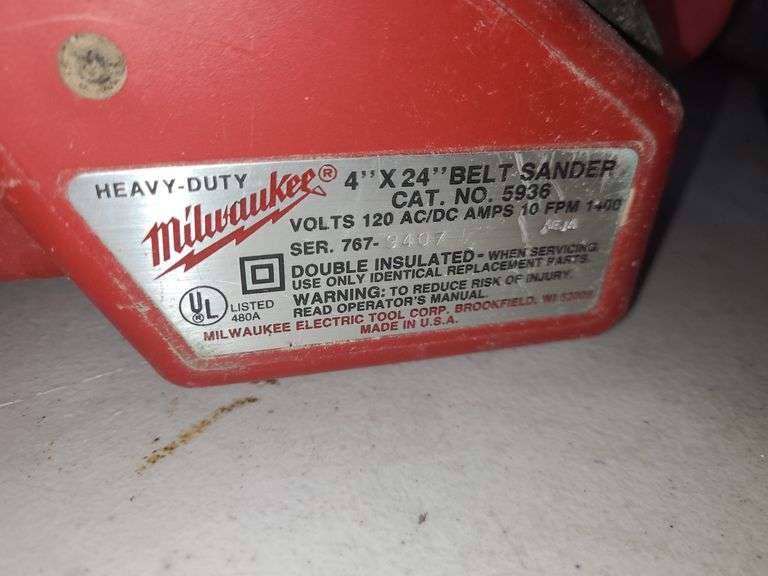 HEAVY-DUTY
Milwaukee®
4" X 24" BELT SANDER
CAT. NO. 5936
VOLTS 120 AC/DC AMPS 10 FPM 1400
SER. 767-
DOUBLE INSULATED - WHEN SERVICING
USE ONLY IDENTICAL REPLACEMENT PARTS.
WARNING: TO REDUCE RISK OF INJURY,
READ OPERATOR'S MANUAL.
UL ®
LISTED
480A
MILWAUKEE ELECTRIC TOOL CORP. BROOKFIELD, WI
MADE IN U.S.A.